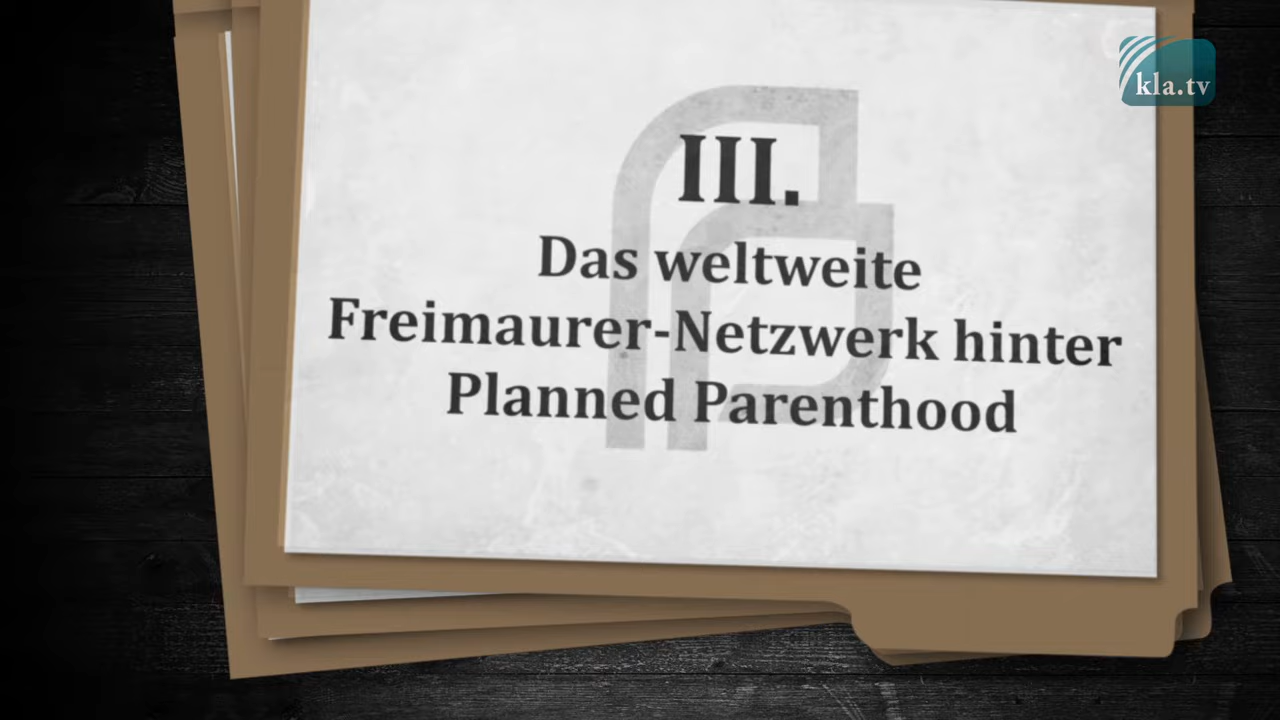 kla.tv
III.
Das weltweite
Freimaurer-Netzwerk hinter
Planned Parenthood